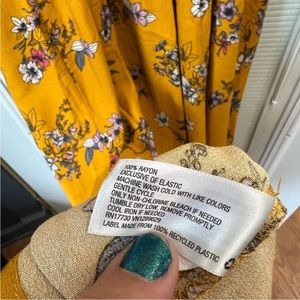 100% RAYON
EXCLUSIVE OF ELASTIC
MACHINE WASH COLD WITH LIKE COLORS
GENTLE CYCLE
ONLY NON-CHLORINE BLEACH IF NEEDED
TUMBLE DRY LOW, REMOVE PROMPTLY
COOL IRON IF NEEDED
RN17730 VN1299629
LABEL MADE FROM 100% RECYCLED PLASTIC